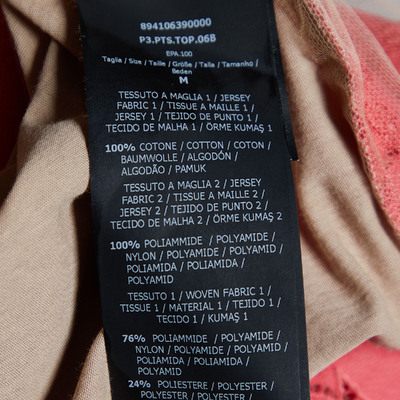 894106390000
P3.PTS.TOP.06B
EPA.100
Taglia / Size / Taille / Größe / Talla / Tamanho /
Beden
M
TESSUTO A MAGLIA 1 / JERSEY
FABRIC 1 / TISSUE A MAILLE 1 /
JERSEY 1 / TEJIDO DE PUNTO 1 /
TECIDO DE MALHA 1 / ÖRME KUMAŞ 1
100% COTONE / COTTON / COTON /
BAUMWOLLE / ALGODÓN /
ALGODÃO / PAMUK
TESSUTO A MAGLIA 2 / JERSEY
FABRIC 2 / TISSUE A MAILLE 2 /
JERSEY 2 / TEJIDO DE PUNTO 2 /
TECIDO DE MALHA 2 / ÖRME KUMAŞ 2
100% POLIAMMIDE / POLYAMIDE /
NYLON / POLYAMIDE / POLYAMID /
POLIAMIDA / POLIAMIDA /
POLYAMID
TESSUTO 1 / WOVEN FABRIC 1 /
TISSUE 1 / MATERIAL 1 / TEJIDO 1 /
TECIDO 1 / KUMAŞ 1
76% POLIAMMIDE / POLYAMIDE /
NYLON / POLYAMIDE / POLYAMID /
POLIAMIDA / POLIAMIDA /
POLYAMID
24% POLIESTERE / POLYESTER /
POLYESTER / POLYESTER /